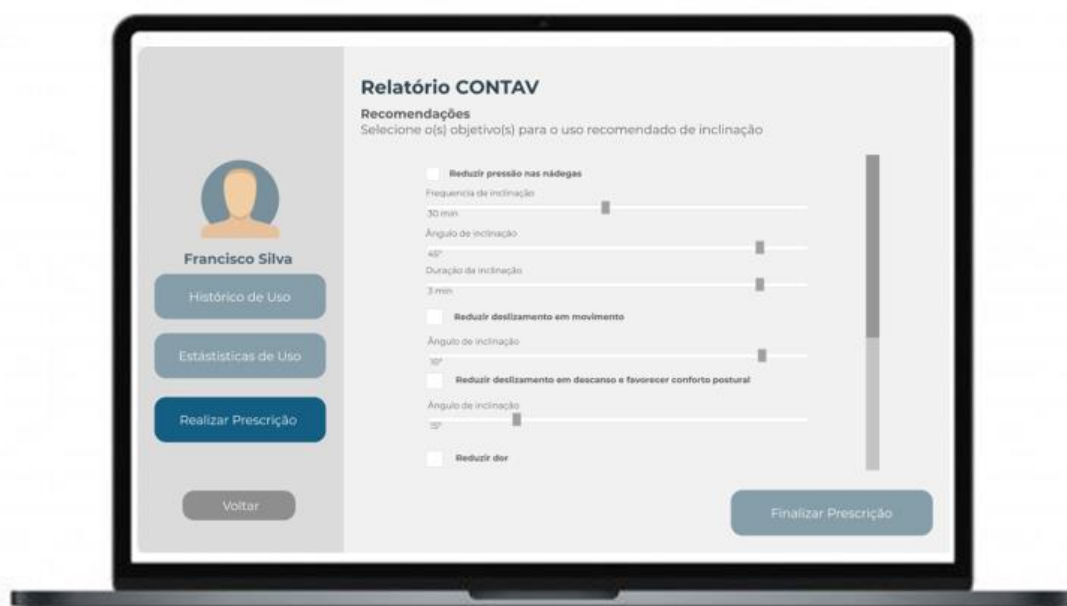 Relatório CONTAV
Recomendações
Selecione o(s) objetivo(s) para o uso recomendado de inclinação
Reduzir pressão nas nádegas
Frequencia de inclinação
30 min
Ângulo de inclinação
45°
Duração da inclinação
3 min
Reduzir deslizamento em movimento
Ângulo de inclinação
10°
Reduzir deslizamento em descanso e favorecer conforto postural
Ângulo de inclinação
15°
Reduzir dor
Francisco Silva
Histórico de Uso
Estástisticas de Uso
Realizar Prescrição
Voltar
Finalizar Prescrição